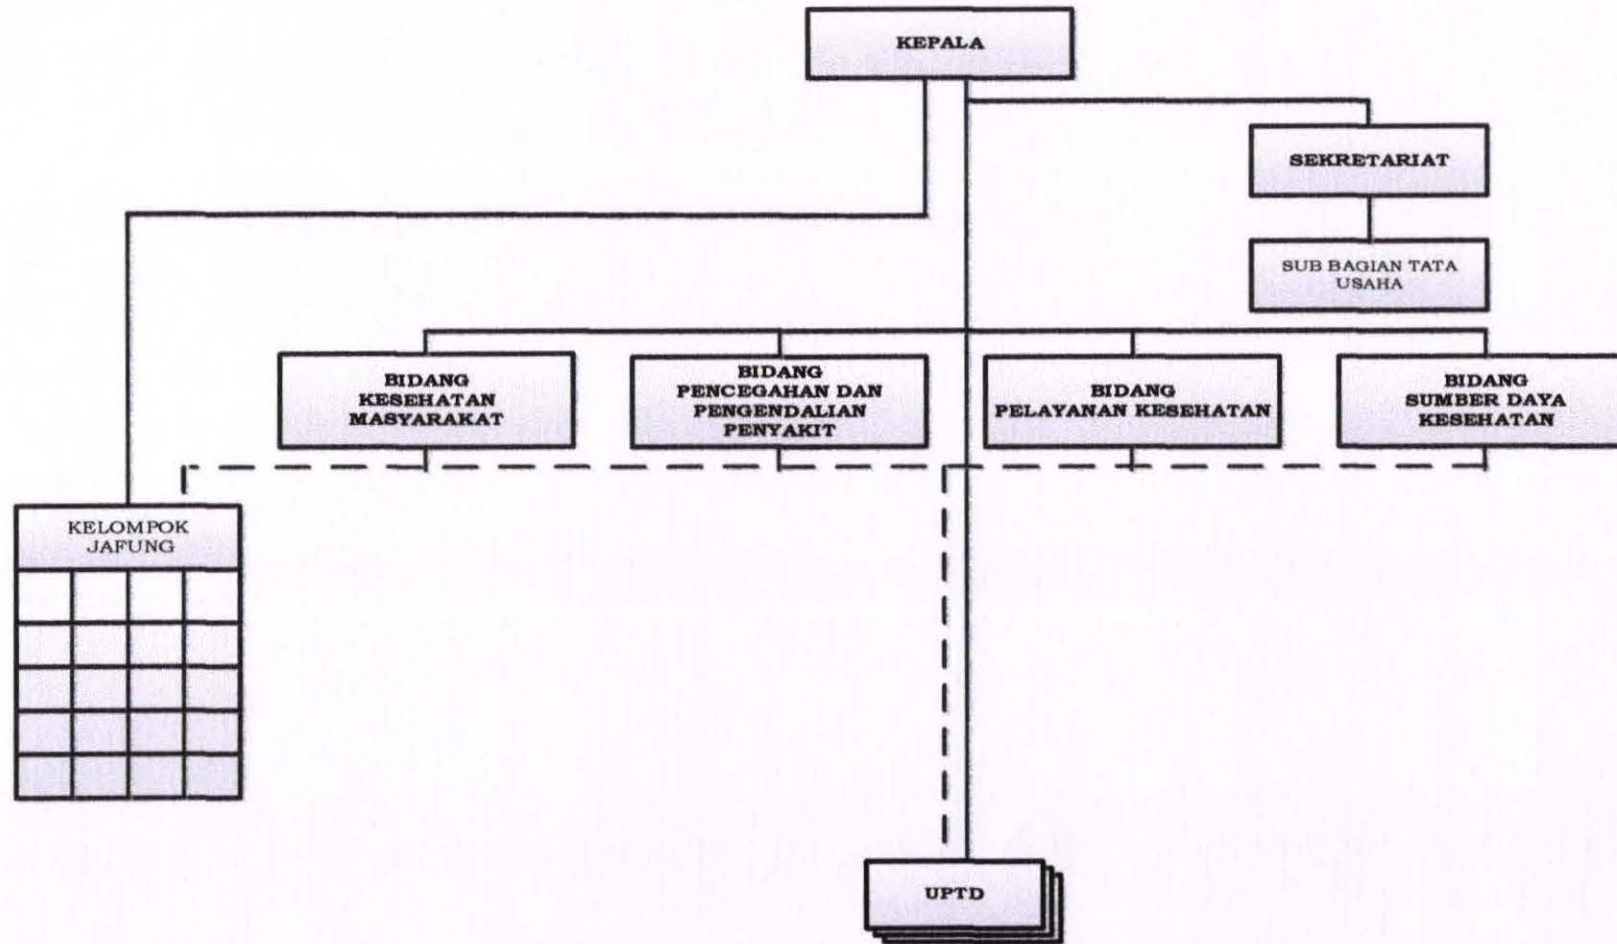 KEPALA
SEKRETARIAT
SUB BAGIAN TATA
USAHA
BIDANG
KESEHATAN
MASYARAKAT
BIDANG
PENCEGAHAN DAN
PENGENDALIAN
PENYAKIT
BIDANG
PELAYANAN KESEHATAN
BIDANG
SUMBER DAYA
KESEHATAN
KELOMPOK
JAFUNG
UPTD